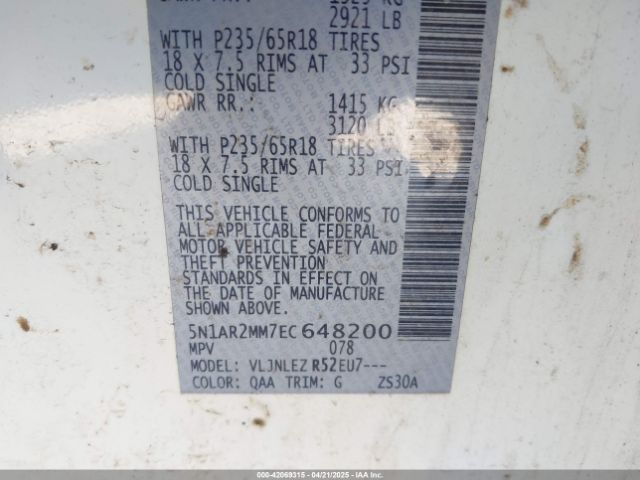 2921 LB
WITH P235/65R18 TIRES
18 X 7.5 RIMS AT 33 PSI
COLD SINGLE
GAWR RR.: 1415 KG
3120 LB
WITH P235/65R18 TIRES
18 X 7.5 RIMS AT 33 PSI
COLD SINGLE
THIS VEHICLE CONFORMS TO
ALL APPLICABLE FEDERAL
MOTOR VEHICLE SAFETY AND
THEFT PREVENTION
STANDARDS IN EFFECT ON
THE DATE OF MANUFACTURE
SHOWN ABOVE.
5N1AR2MM7EC648200
MPV 078
MODEL: VLJNLEZ R52EU7---
COLOR: QAA TRIM: G ZS30A
000-42069315 04/21/2025 IAAI.COM